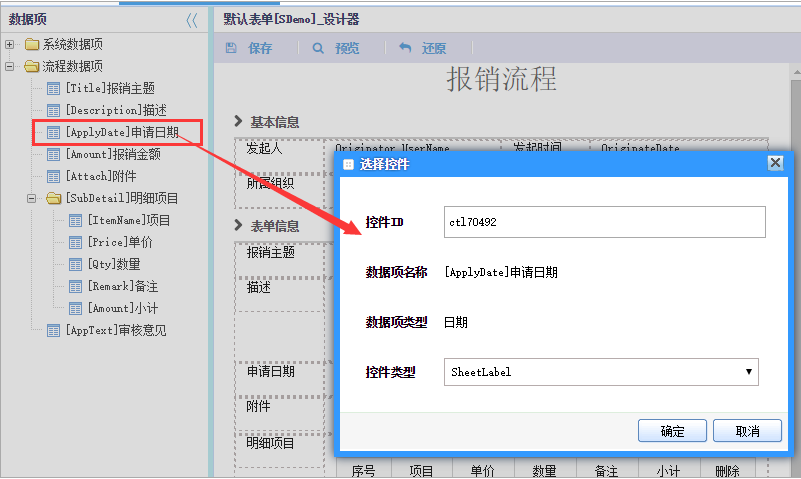 数据项
系统数据项
流程数据项
[Title]报销主题
[Description]描述
[ApplyDate]申请日期
[Amount]报销金额
[Attach]附件
[SubDetail]明细项目
[ItemName]项目
[Price]单价
[Qty]数量
[Remark]备注
[Amount]小计
[AppText]审核意见
默认表单[SDemo]_设计器
保存 预览 还原
报销流程
基本信息
发起人 Originator.UserName 发起时间 OriginateDate
所属组织
表单信息
报销主题
描述
申请日期
附件
明细项目
序号 项目 单价 数量 备注 小计 删除
选择控件
控件ID ctl70492
数据项名称 [ApplyDate]申请日期
数据项类型 日期
控件类型 SheetLabel
确定 取消